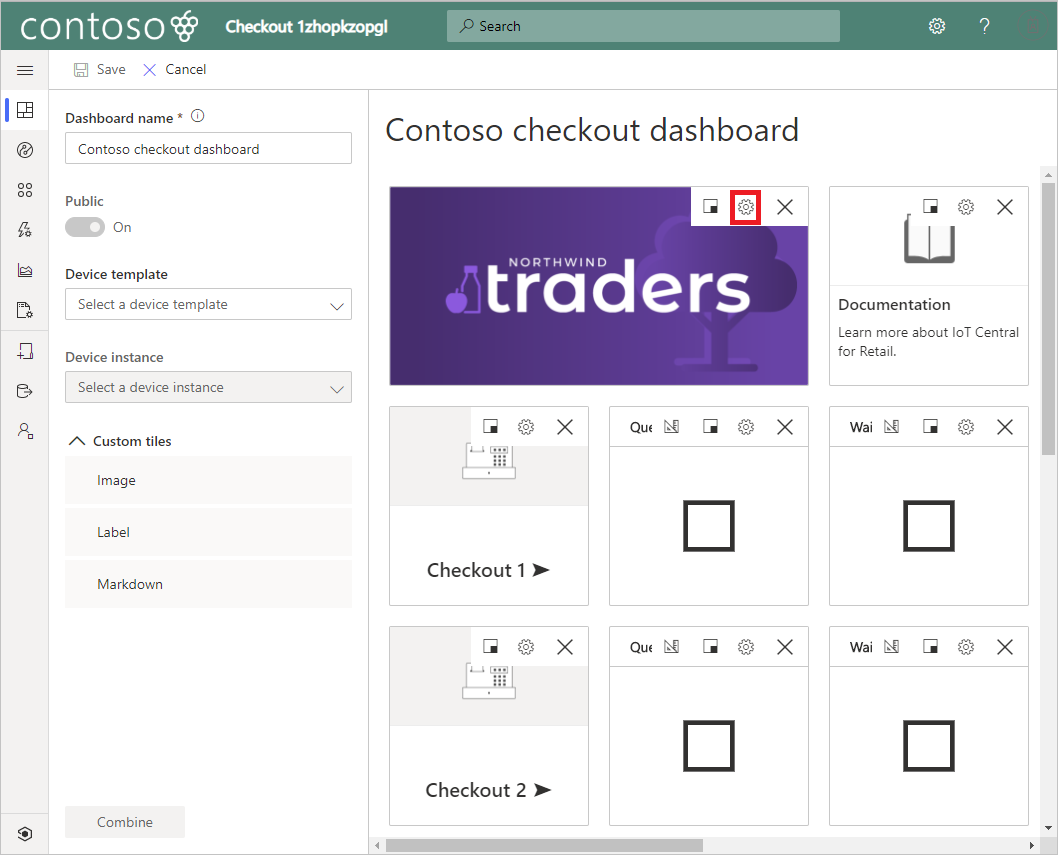 contoso
Checkout 1zhopkzopgl
Search
?
Save
Cancel
Dashboard name *
Contoso checkout dashboard
Public
On
Device template
Select a device template
Device instance
Select a device instance
Custom tiles
Image
Label
Markdown
Combine
Contoso checkout dashboard
NORTHWIND
traders
Documentation
Learn more about IoT Central
for Retail.
Checkout 1
Que
Wai
Checkout 2
Que
Wai